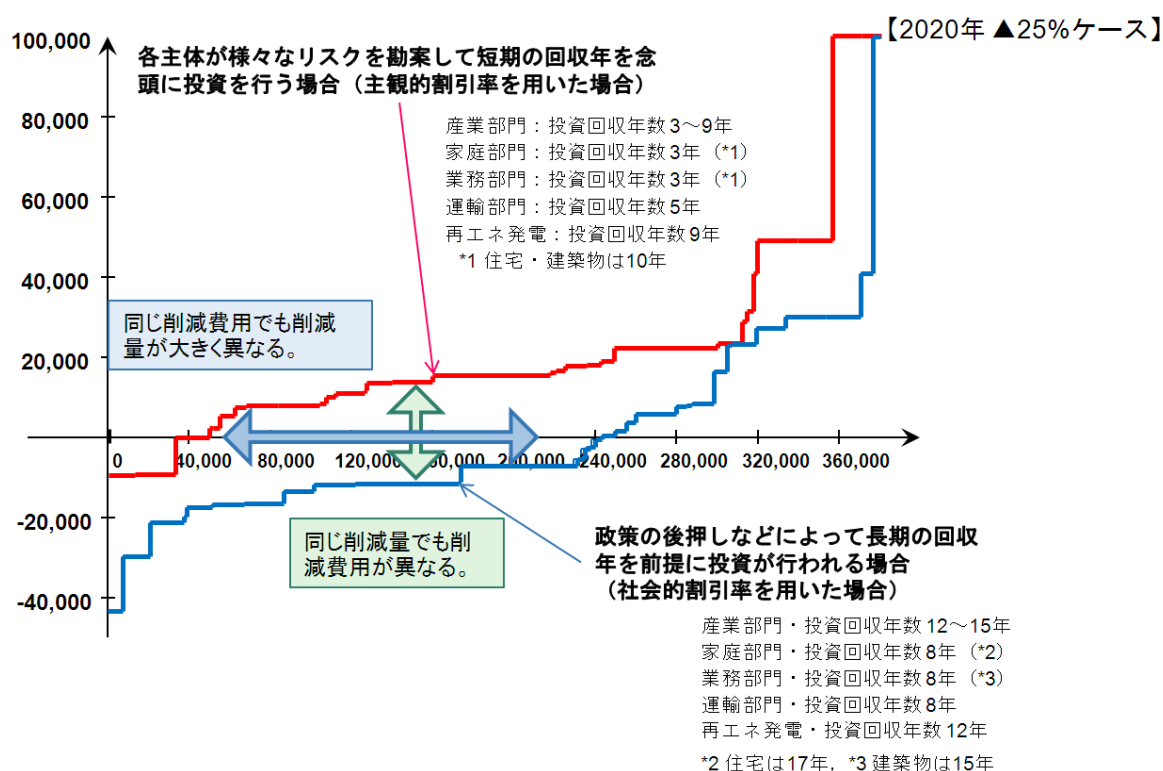 【2020年 ▲25%ケース】
100,000
80,000
60,000
40,000
20,000
-20,000
-40,000
各主体が様々なリスクを勘案して短期の回収年を念
頭に投資を行う場合（主観的割引率を用いた場合）
産業部門：投資回収年数3～9年
家庭部門：投資回収年数3年（*1）
業務部門：投資回収年数3年（*1）
運輸部門：投資回収年数5年
再エネ発電：投資回収年数9年
*1 住宅・建築物は10年
同じ削減費用でも削減
量が大きく異なる。
0 40,000 80,000 120,000 240,000 280,000 320,000 360,000
同じ削減量でも削
減費用が異なる。
政策の後押しなどによって長期の回収
年を前提に投資が行われる場合
（社会的割引率を用いた場合）
産業部門・投資回収年数12～15年
家庭部門・投資回収年数8年（*2）
業務部門・投資回収年数8年（*3）
運輸部門・投資回収年数8年
再エネ発電・投資回収年数12年
*2 住宅は17年，*3 建築物は15年